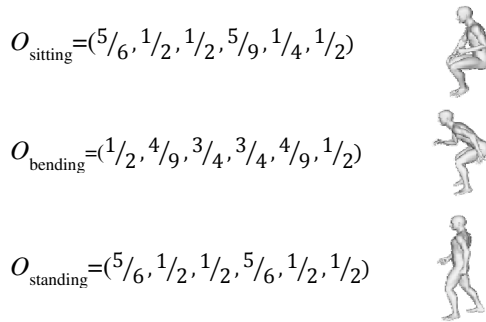 O_sitting=(5/6, 1/2, 1/2, 5/9, 1/4, 1/2)
O_bending=(1/2, 4/9, 3/4, 3/4, 4/9, 1/2)
O_standing=(5/6, 1/2, 1/2, 5/6, 1/2, 1/2)